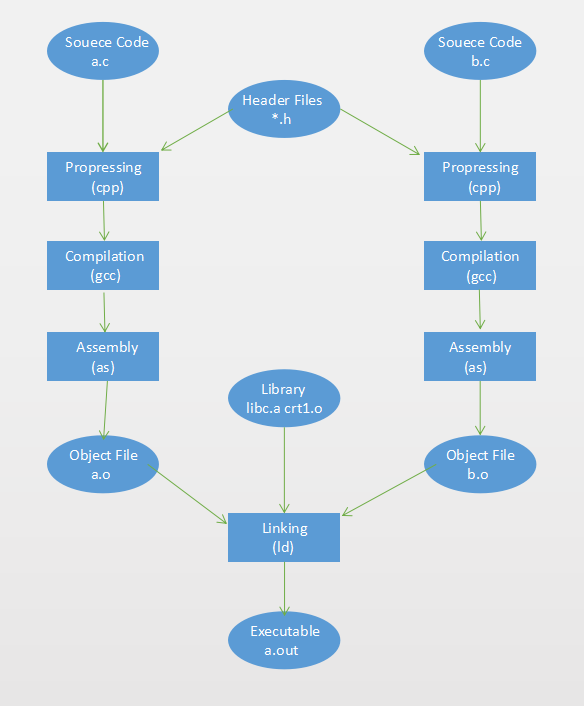 Souece Code
a.c
Souece Code
b.c
Header Files
*.h
Propressing
(cpp)
Propressing
(cpp)
Compilation
(gcc)
Compilation
(gcc)
Assembly
(as)
Assembly
(as)
Library
libc.a crt1.o
Object File
a.o
Object File
b.o
Linking
(ld)
Executable
a.out